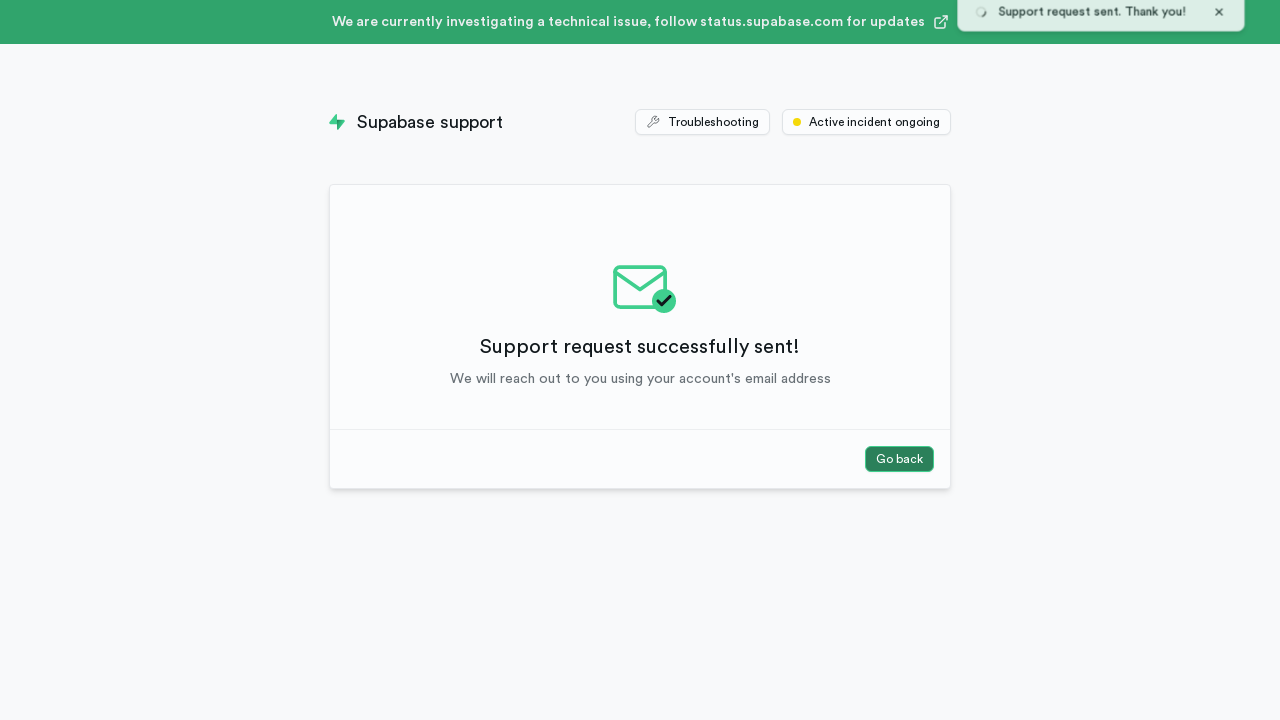 We are currently investigating a technical issue, follow status.supabase.com for updates
Support request sent. Thank you!
Supabase support
Troubleshooting
Active incident ongoing
Support request successfully sent!
We will reach out to you using your account's email address
Go back